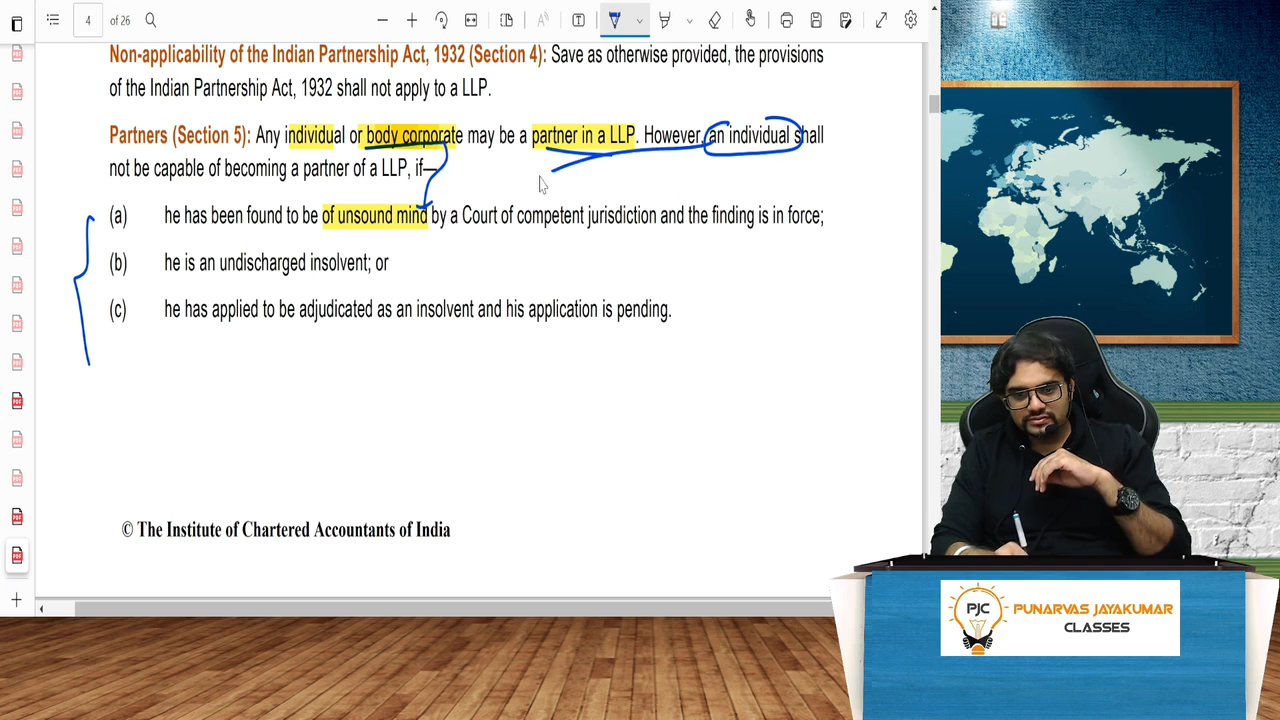 4 of 26
Non-applicability of the Indian Partnership Act, 1932 (Section 4): Save as otherwise provided, the provisions
of the Indian Partnership Act, 1932 shall not apply to a LLP.
Partners (Section 5): Any individual or body corporate may be a partner in a LLP. However, an individual shall
not be capable of becoming a partner of a LLP, if—
(a) he has been found to be of unsound mind by a Court of competent jurisdiction and the finding is in force;
(b) he is an undischarged insolvent; or
(c) he has applied to be adjudicated as an insolvent and his application is pending.
© The Institute of Chartered Accountants of India
PJC PUNARVAS JAYAKUMAR
CLASSES